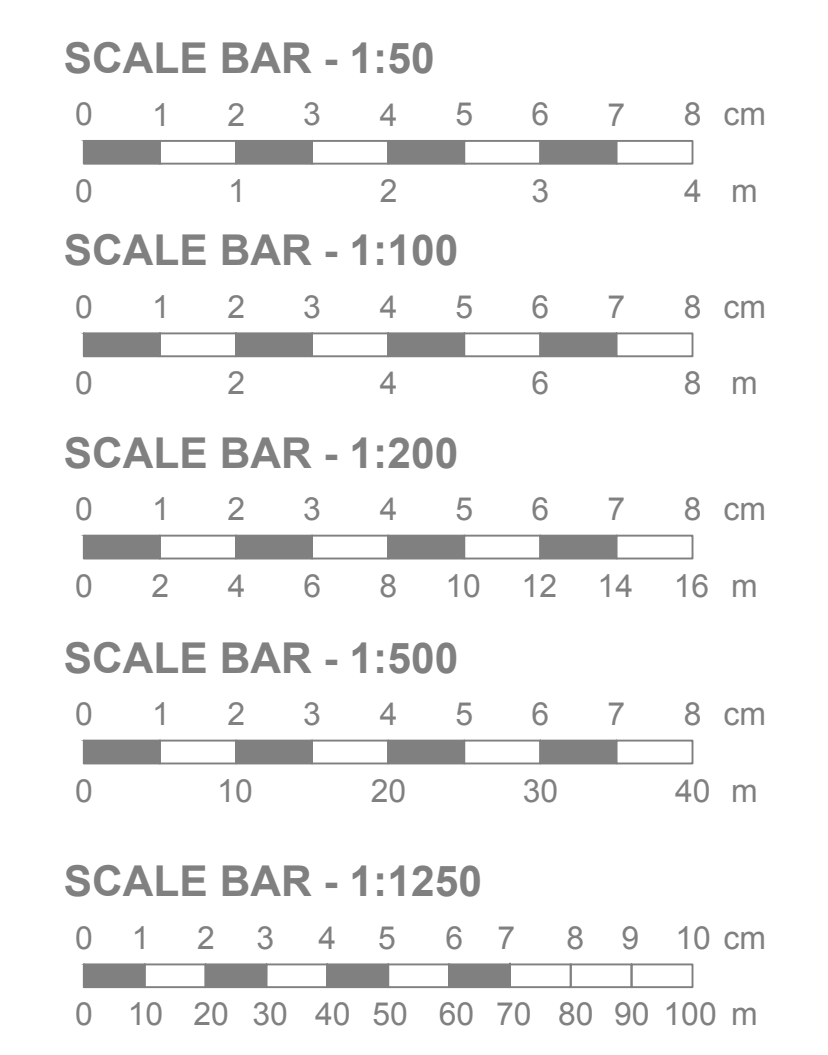 SCALE BAR - 1:50
0 1 2 3 4 5 6 7 8 cm
0 1 2 3 4 m
SCALE BAR - 1:100
0 1 2 3 4 5 6 7 8 cm
0 2 4 6 8 m
SCALE BAR - 1:200
0 1 2 3 4 5 6 7 8 cm
0 2 4 6 8 10 12 14 16 m
SCALE BAR - 1:500
0 1 2 3 4 5 6 7 8 cm
0 10 20 30 40 m
SCALE BAR - 1:1250
0 1 2 3 4 5 6 7 8 9 10 cm
0 10 20 30 40 50 60 70 80 90 100 m